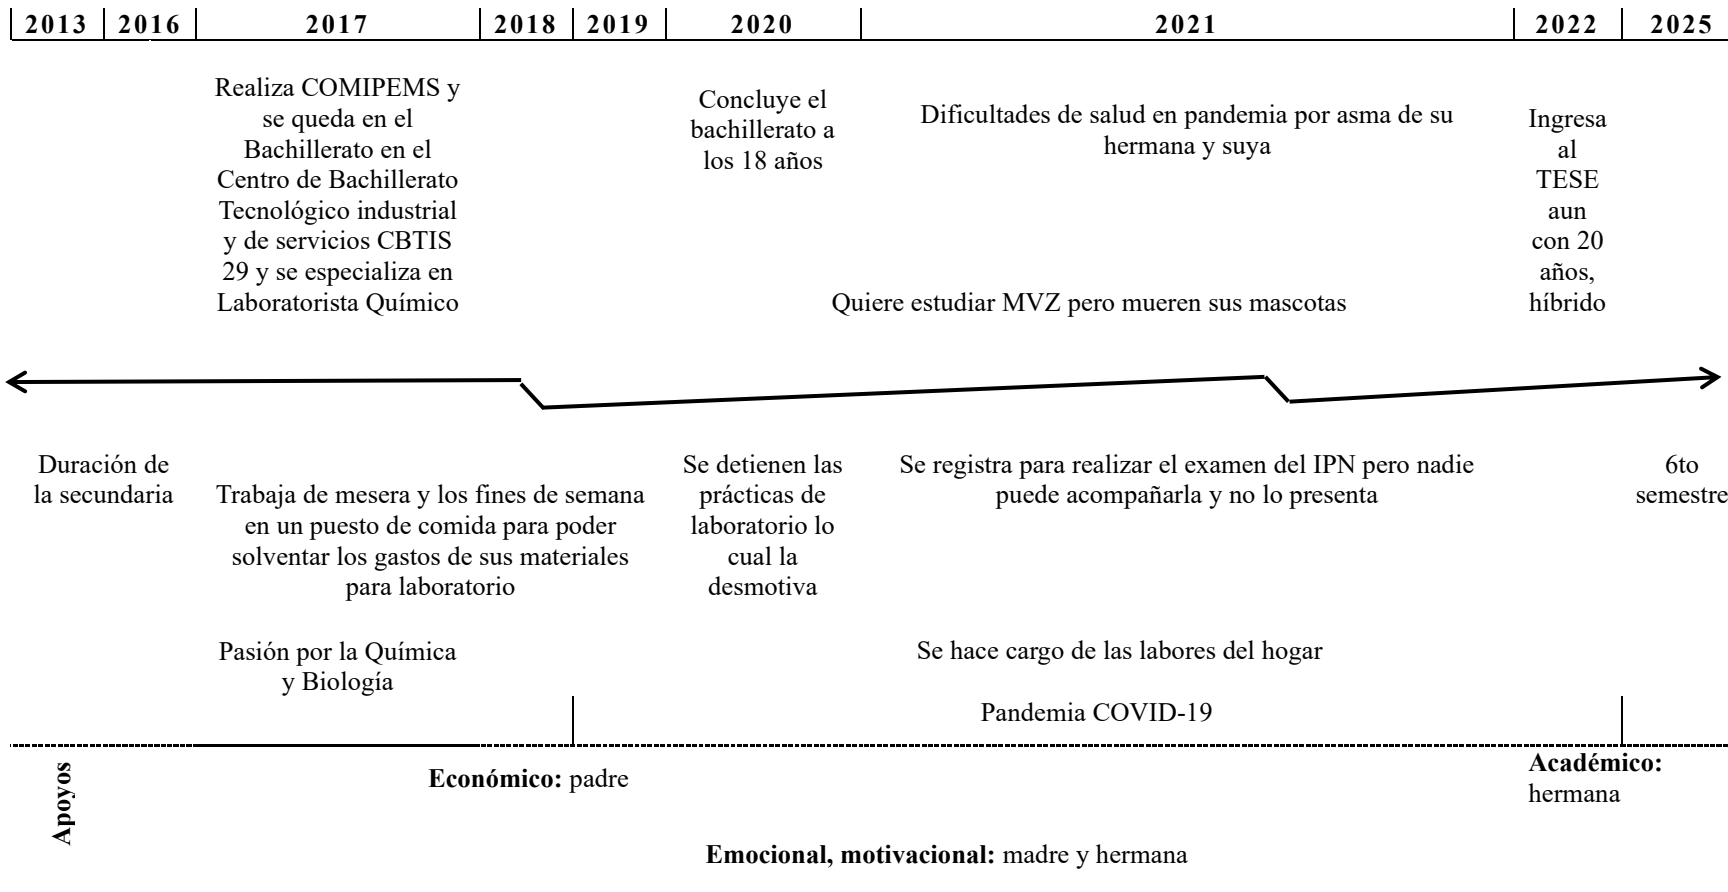 2013 2016 2017 2018 2019 2020 2021 2022 2025
Realiza COMIPEMS y
se queda en el
Bachillerato en el
Centro de Bachillerato
Tecnológico industrial
y de servicios CBTIS
29 y se especializa en
Laboratorista Químico
Concluye el
bachillerato a
los 18 años
Dificultades de salud en pandemia por asma de su
hermana y suya
Quiere estudiar MVZ pero mueren sus mascotas
Ingresa
al
TESE
aun
con 20
años,
híbrido
Duración de
la secundaria
Trabaja de mesera y los fines de semana
en un puesto de comida para poder
solventar los gastos de sus materiales
para laboratorio
Se detienen las
prácticas de
laboratorio lo
cual la
desmotiva
Se registra para realizar el examen del IPN pero nadie
puede acompañarla y no lo presenta
6to
semestre
Pasión por la Química
y Biología
Se hace cargo de las labores del hogar
Pandemia COVID-19
Apoyos
Económico: padre
Académico:
hermana
Emocional, motivacional: madre y hermana